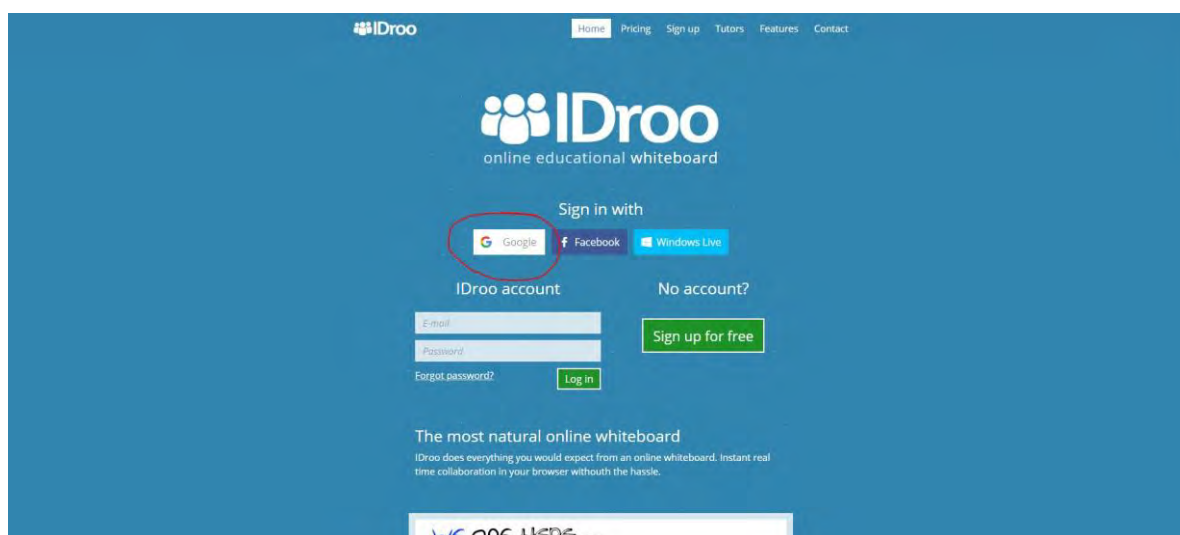 IDroo Home Pricing Sign up Tutors Features Contact
IDroo
online educational whiteboard
Sign in with
Google Facebook Windows Live
IDroo account
E-mail
Password
Forgot password? Log in
No account?
Sign up for free
The most natural online whiteboard
IDroo does everything you would expect from an online whiteboard. Instant real
time collaboration in your browser withouth the hassle.